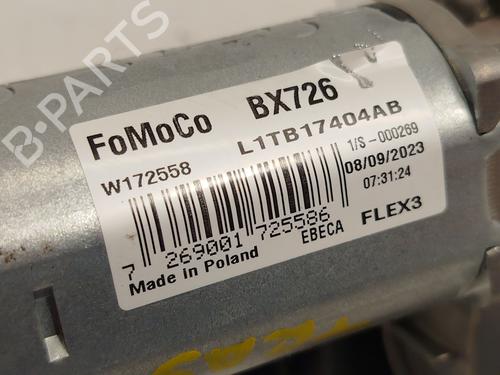 FoMoCo BX726
W172558 L1TB17404AB
1/S-000269
08/09/2023
07:31:24
7 269001 725586
EBECA FLEX3
Made in Poland
B-PARTS